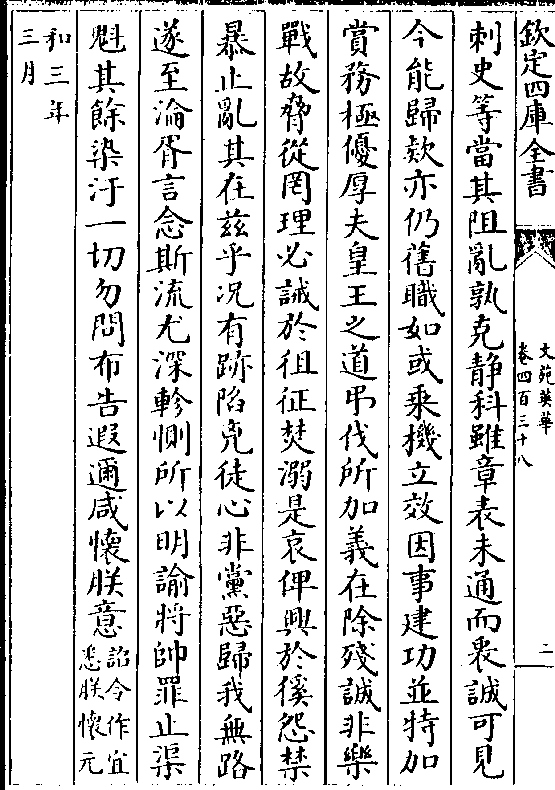 欽定四庫全書
文苑英華
卷四百三十八
二
刺史等當其阻亂孰克靜科雖章表未通而衷誠可見
今能歸款亦仍舊職如或乘機立效因事建功並特加
賞務極優厚夫皇王之道弔伐所加義在除殘誠非樂
戰故脅從罔理必誡於徂征焚溺是哀俾興於徯怨禁
暴止亂其在兹乎况有跡陷兇徒心非黨惡歸我無路
遂至淪胥言念斯流尤深軫惻所以明諭將帥罪止渠
魁其餘染汙一切勿問布告遐邇咸懷朕意詔令作宜
悉朕懷元
和三年
三月